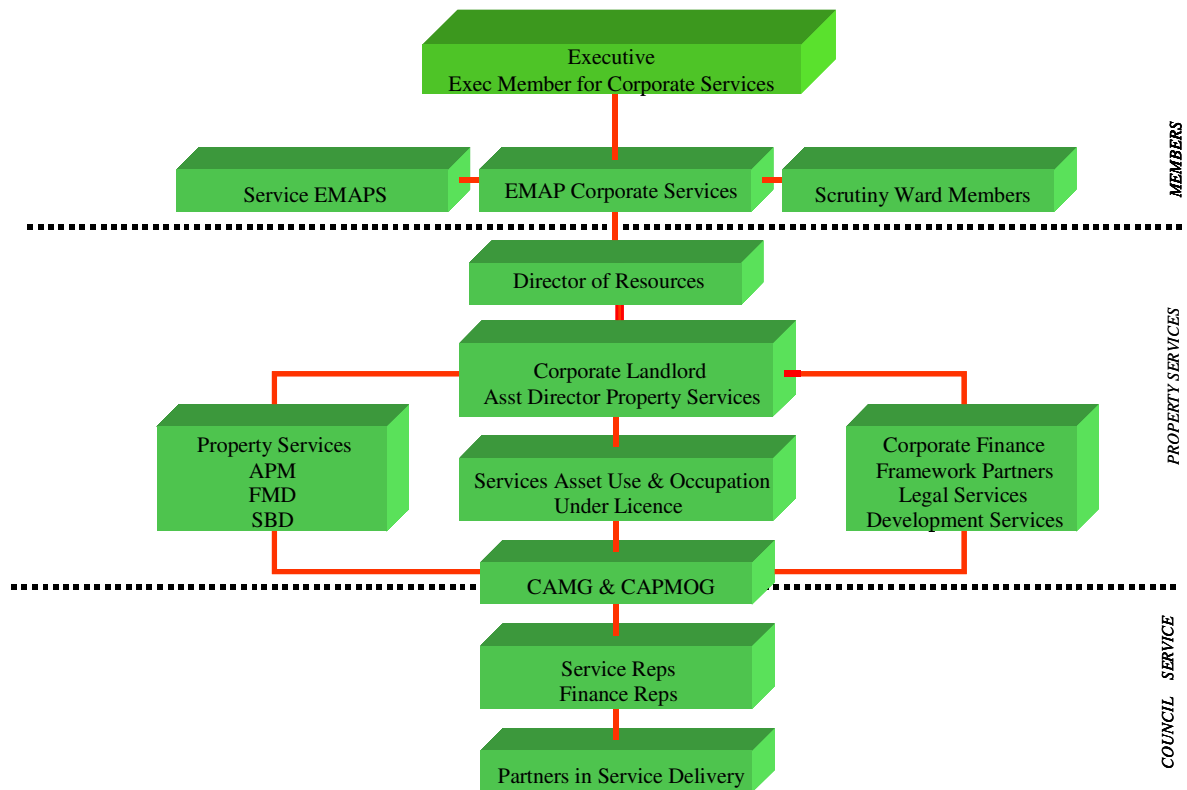 Executive
Exec Member for Corporate Services
MEMBERS
Service EMAPS
EMAP Corporate Services
Scrutiny Ward Members
Director of Resources
PROPERTY SERVICES
Corporate Landlord
Asst Director Property Services
Property Services
APM
FMD
SBD
Services Asset Use & Occupation
Under Licence
Corporate Finance
Framework Partners
Legal Services
Development Services
CAMG & CAPMOG
COUNCIL SERVICE
Service Reps
Finance Reps
Partners in Service Delivery